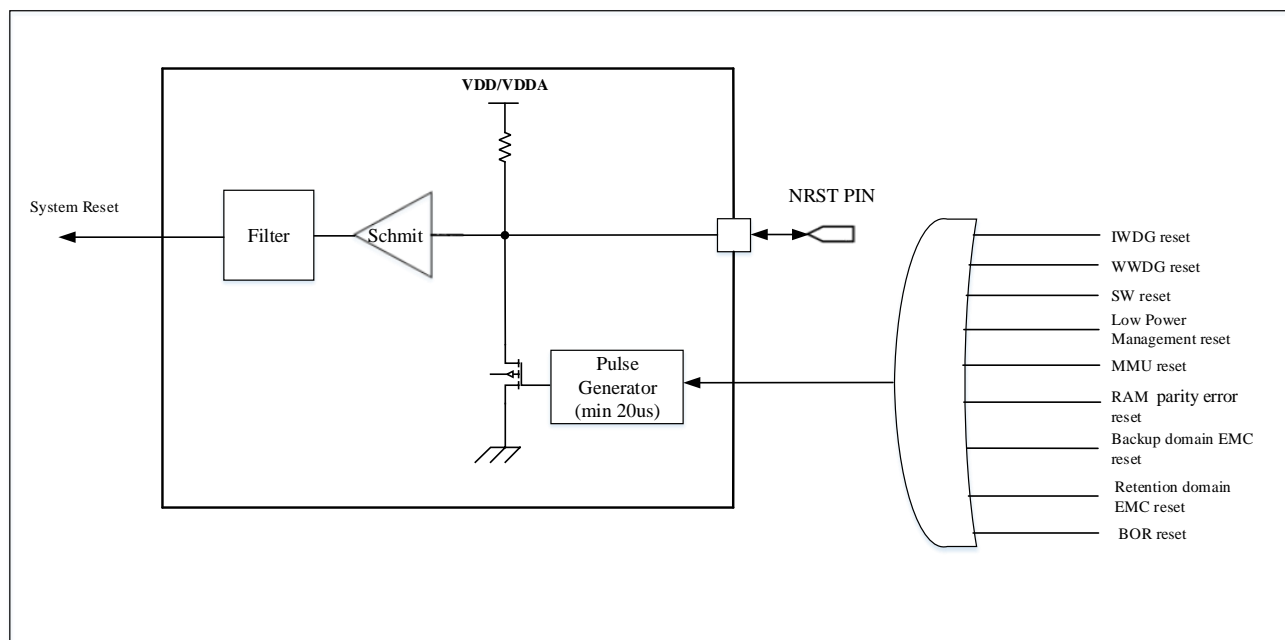 VDD/VDDA
System Reset
Filter
Schmit
NRST PIN
Pulse
Generator
(min 20us)
IWDG reset
WWDG reset
SW reset
Low Power
Management reset
MMU reset
RAM parity error
reset
Backup domain EMC
reset
Retention domain
EMC reset
BOR reset